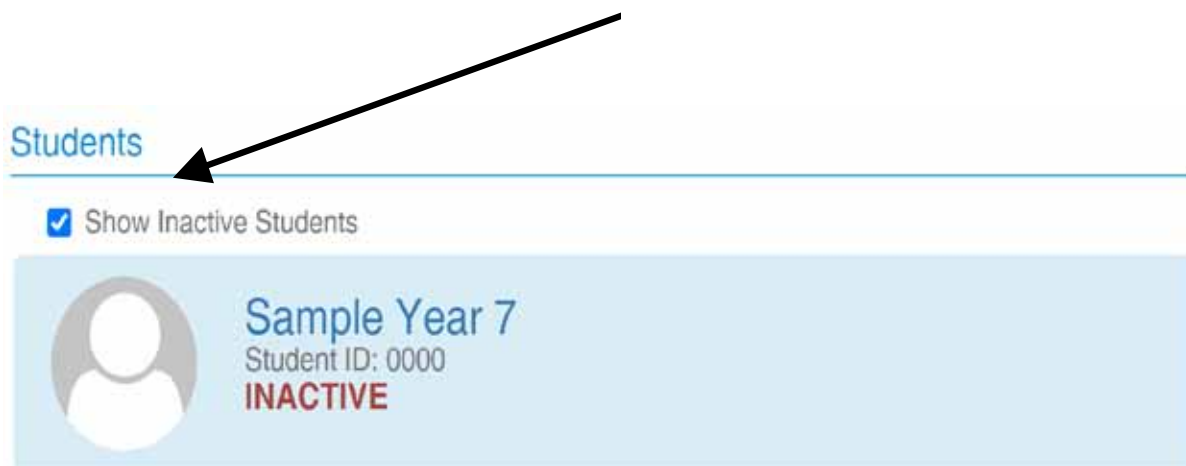 Students
Show Inactive Students
Sample Year 7
Student ID: 0000
INACTIVE